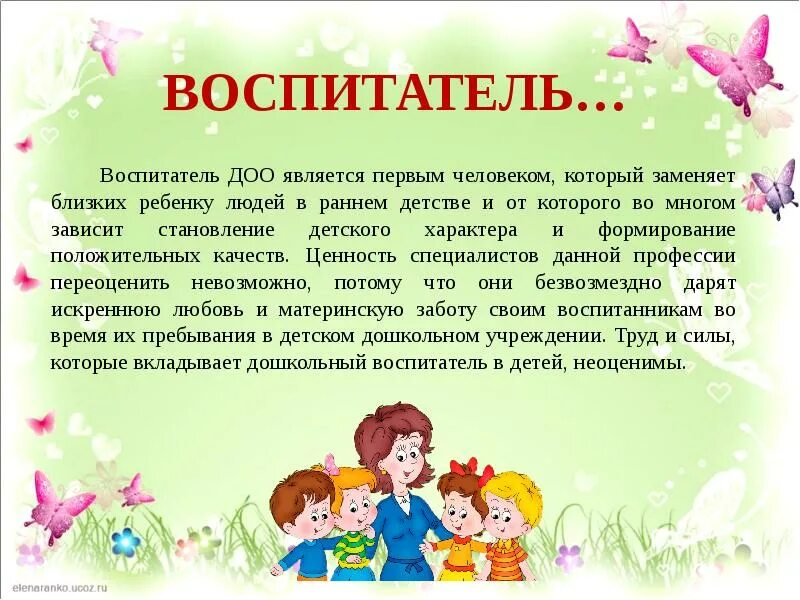 ВОСПИТАТЕЛЬ…
Воспитатель ДОО является первым человеком, который заменяет
близких ребенку людей в раннем детстве и от которого во многом
зависит становление детского характера и формирование
положительных качеств. Ценность специалистов данной профессии
переоценить невозможно, потому что они безвозмездно дарят
искреннюю любовь и материнскую заботу своим воспитанникам во
время их пребывания в детском дошкольном учреждении. Труд и силы,
которые вкладывает дошкольный воспитатель в детей, неоценимы.
elenaranko.ucoz.ru